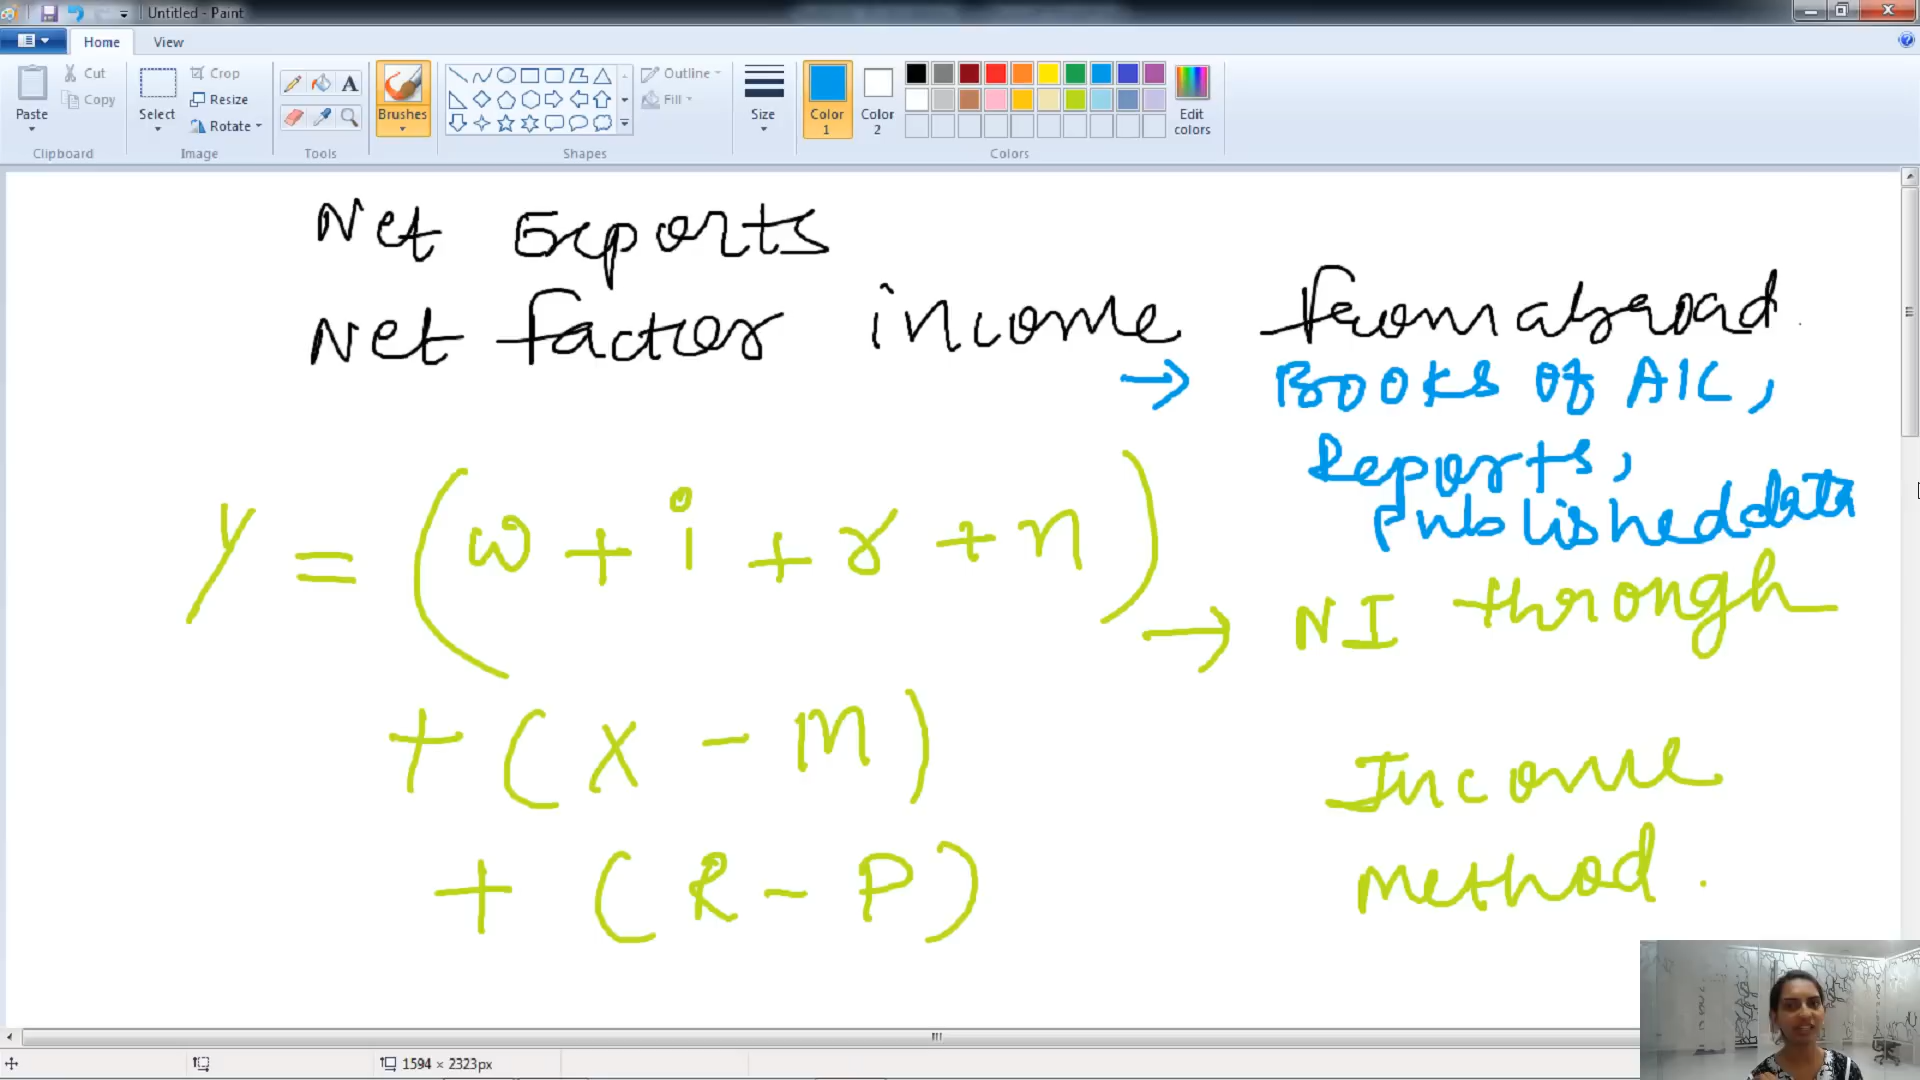 Untitled - Paint
Home View
Paste
Cut
Copy
Clipboard
Select
Crop
Resize
Rotate
Image
Tools
Brushes
Outline
Fill
Shapes
Size
Color 1
Color 2
Edit colors
Colors
Net Exports
Net factor income from abroad.
→ Books of A/C,
Reports,
published data
y = (w + i + r + π)
→ NI through
+ (X - M)
Income
+ (R - P)
method.
1594 × 2323px